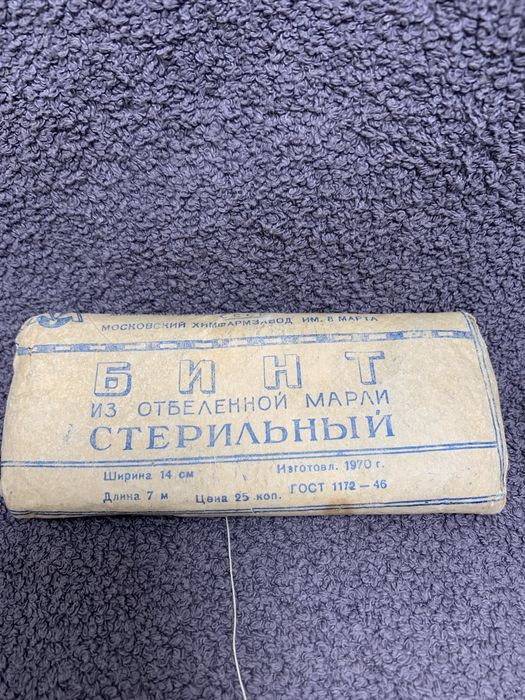 МОСКОВСКИЙ ХИМФАРМЗАВОД ИМ. 8 МАРТА
БИНТ
ИЗ ОТБЕЛЕННОЙ МАРЛИ
СТЕРИЛЬНЫЙ
Ширина 14 см Изготовл. 1970 г.
Длина 7 м Цена 25 коп. ГОСТ 1172—46